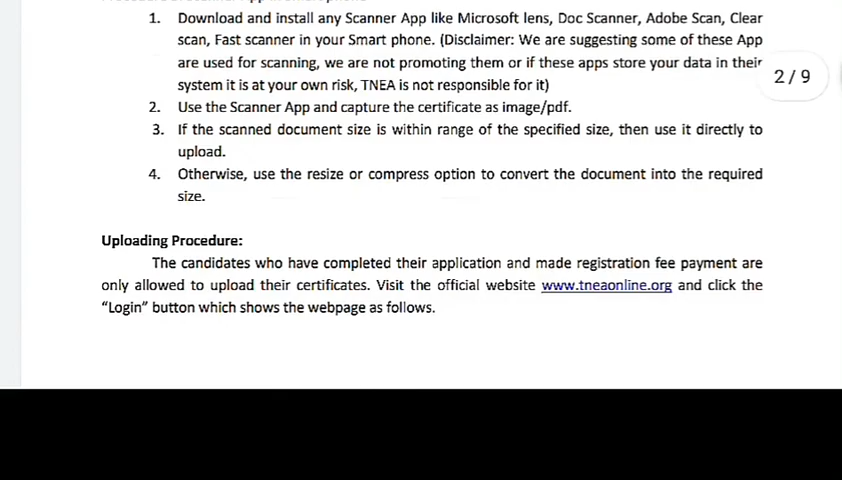 1. Download and install any Scanner App like Microsoft lens, Doc Scanner, Adobe Scan, Clear
scan, Fast scanner in your Smart phone. (Disclaimer: We are suggesting some of these App
are used for scanning, we are not promoting them or if these apps store your data in their
system it is at your own risk, TNEA is not responsible for it)
2 / 9
2. Use the Scanner App and capture the certificate as image/pdf.
3. If the scanned document size is within range of the specified size, then use it directly to
upload.
4. Otherwise, use the resize or compress option to convert the document into the required
size.
Uploading Procedure:
The candidates who have completed their application and made registration fee payment are
only allowed to upload their certificates. Visit the official website www.tneaonline.org and click the
“Login” button which shows the webpage as follows.